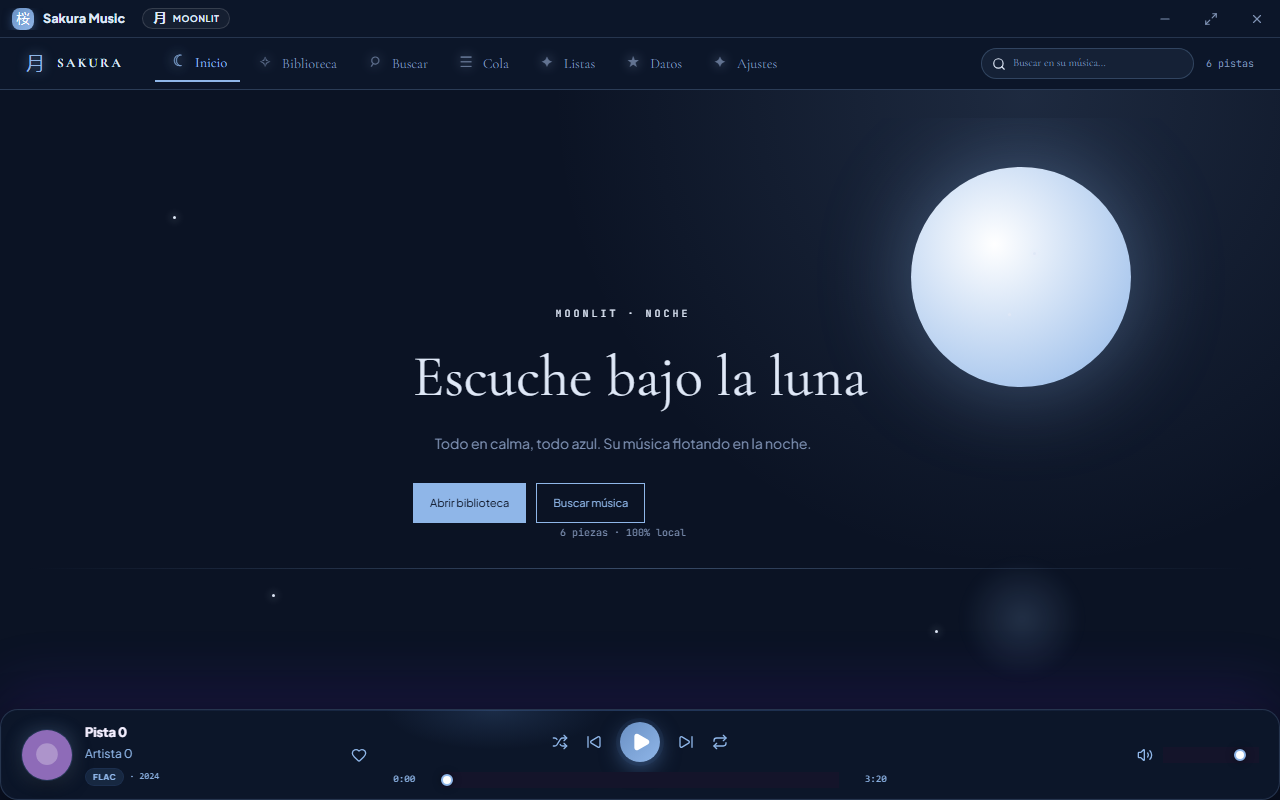 桜 Sakura Music 月 MOONLIT
月 SAKURA Inicio Biblioteca Buscar Cola Listas Datos Ajustes Buscar en su música... 6 pistas
MOONLIT · NOCHE
Escuche bajo la luna
Todo en calma, todo azul. Su música flotando en la noche.
Abrir biblioteca Buscar música
6 piezas · 100% local
Pista 0
Artista 0
FLAC · 2024
0:00 3:20